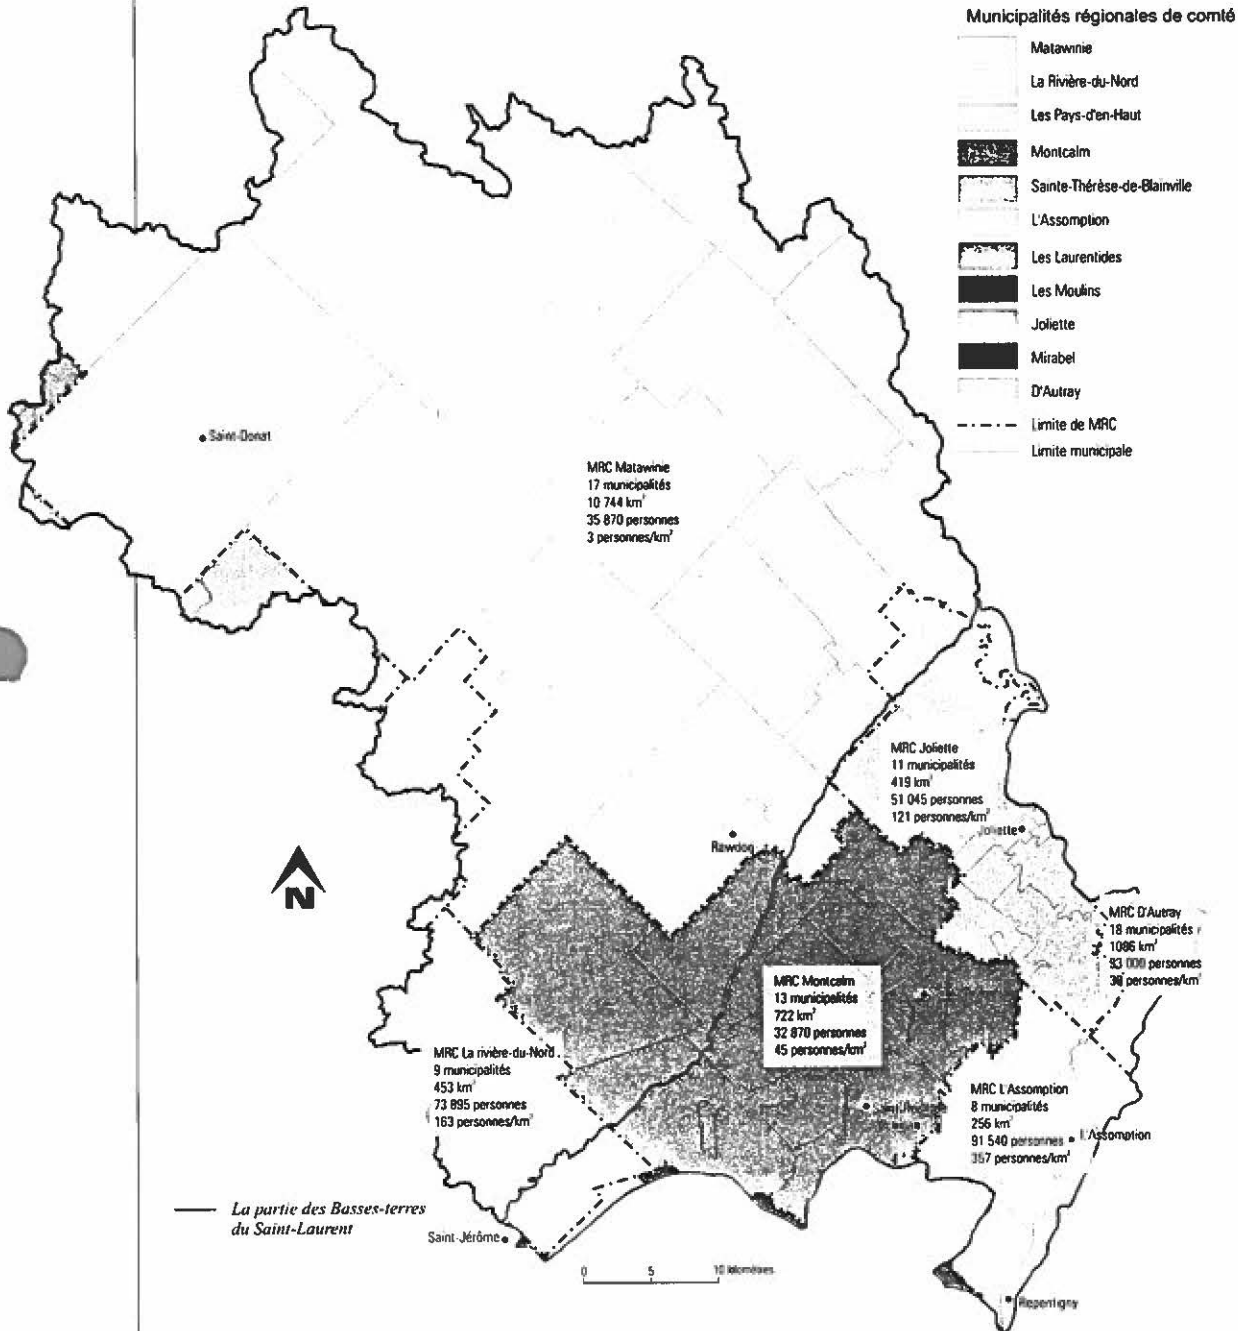 Municipalités régionales de comté
Matawinie
La Rivière-du-Nord
Les Pays-d'en-Haut
Montcalm
Sainte-Thérèse-de-Blainville
L'Assomption
Les Laurentides
Les Moulins
Joliette
Mirabel
D'Autray
Limite de MRC
Limite municipale
Saint-Donat
MRC Matawinie
17 municipalités
10 744 km²
35 870 personnes
3 personnes/km²
MRC Joliette
11 municipalités
419 km²
51 045 personnes
121 personnes/km²
Joliette
Rawdon
N
MRC D'Autray
18 municipalités
1086 km²
93 000 personnes
personnes/km²
MRC Montcalm
13 municipalités
722 km²
32 870 personnes
45 personnes/km²
MRC La rivière-du-Nord
9 municipalités
453 km²
73 895 personnes
163 personnes/km²
MRC L'Assomption
8 municipalités
256 km²
91 540 personnes
357 personnes/km²
L'Assomption
La partie des Basses-terres
du Saint-Laurent
Saint-Jérôme
0 5 10 kilomètres
Repentigny